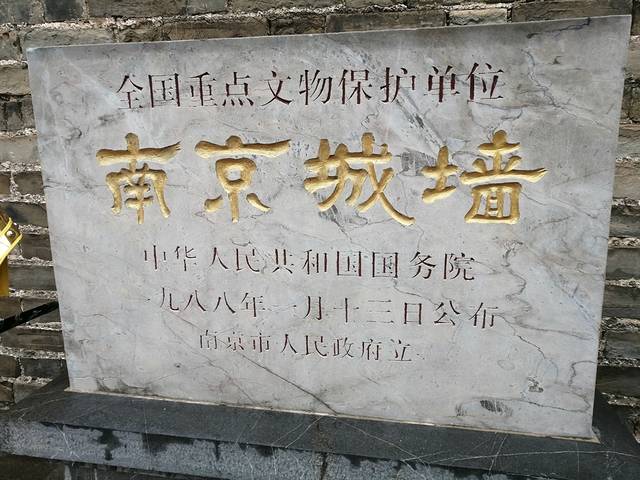 全国重点文物保护单位
南京城墙
中华人民共和国国务院
一九八八年一月十三日公布
南京市人民政府立